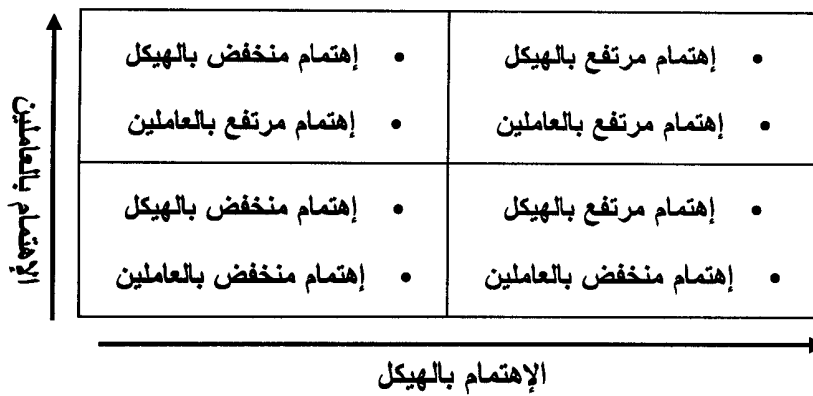 إهتمام مرتفع بالهيكل
إهتمام مرتفع بالعاملين
إهتمام منخفض بالهيكل
إهتمام مرتفع بالعاملين
إهتمام مرتفع بالهيكل
إهتمام منخفض بالعاملين
إهتمام منخفض بالهيكل
إهتمام منخفض بالعاملين
الإهتمام بالعاملين
الإهتمام بالهيكل